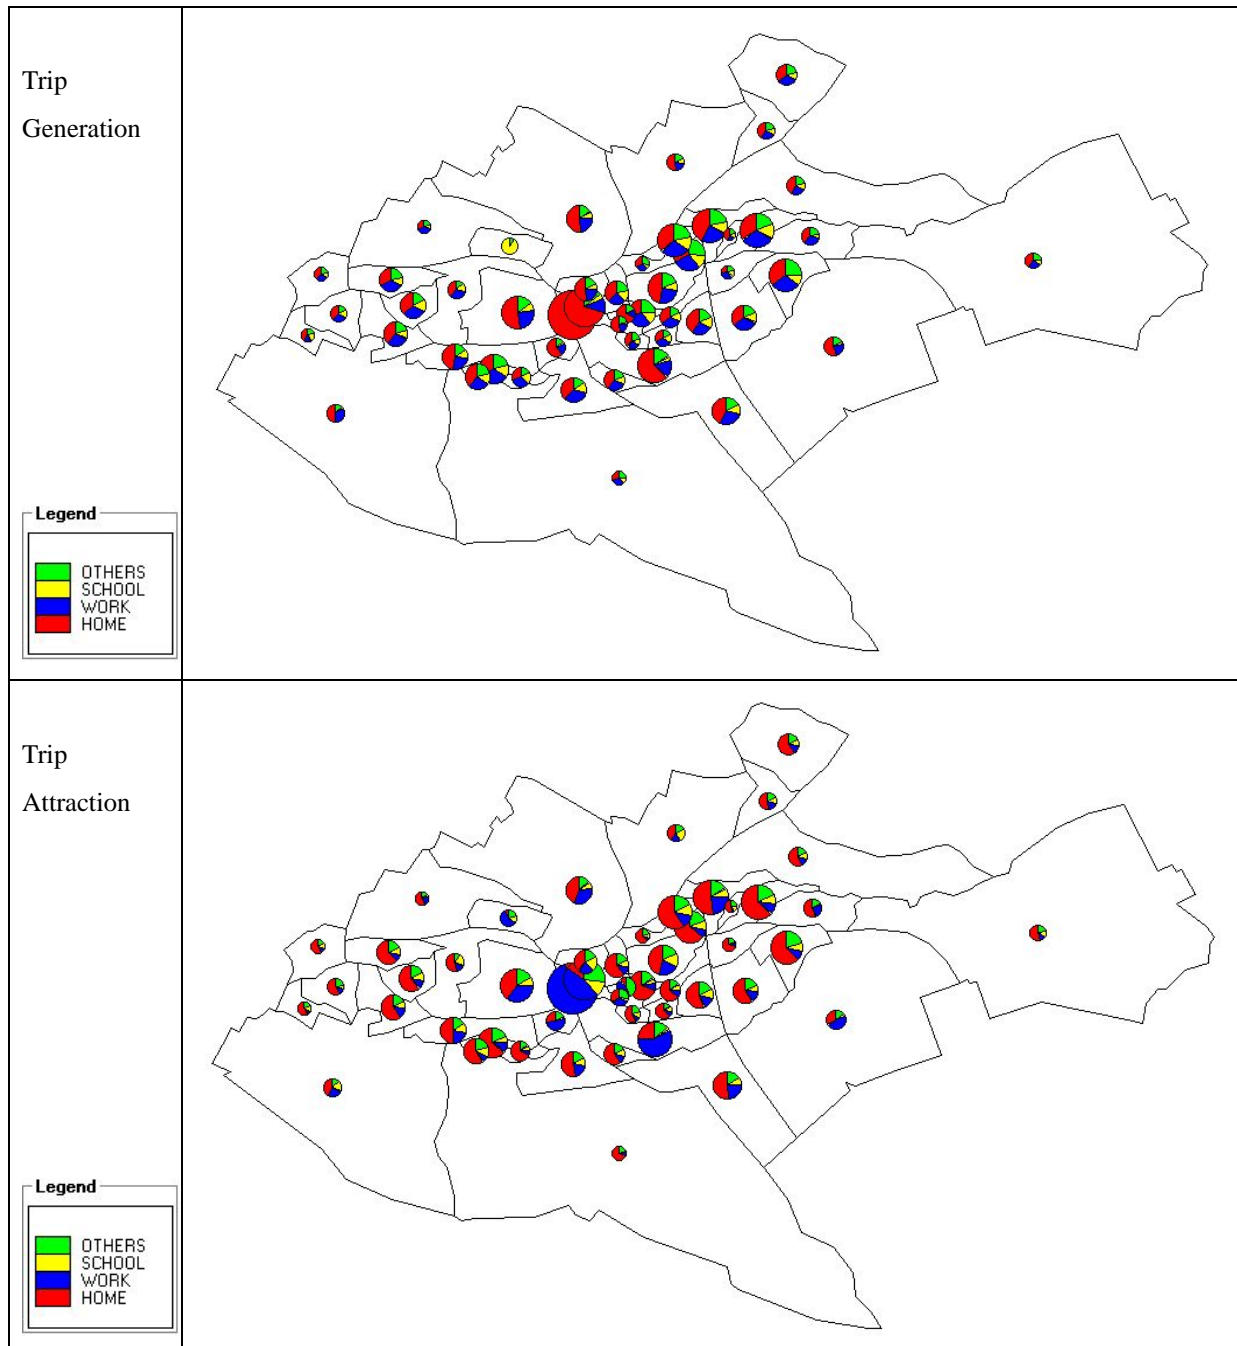 Trip
Generation
Legend
OTHERS
SCHOOL
WORK
HOME
Trip
Attraction
Legend
OTHERS
SCHOOL
WORK
HOME